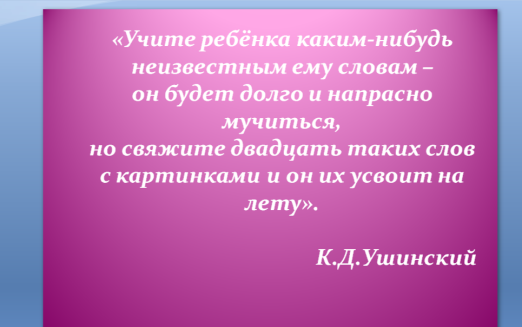 «Учите ребёнка каким-нибудь
неизвестным ему словам –
он будет долго и напрасно
мучиться,
но свяжите двадцать таких слов
с картинками и он их усвоит на
лету».
К.Д.Ушинский